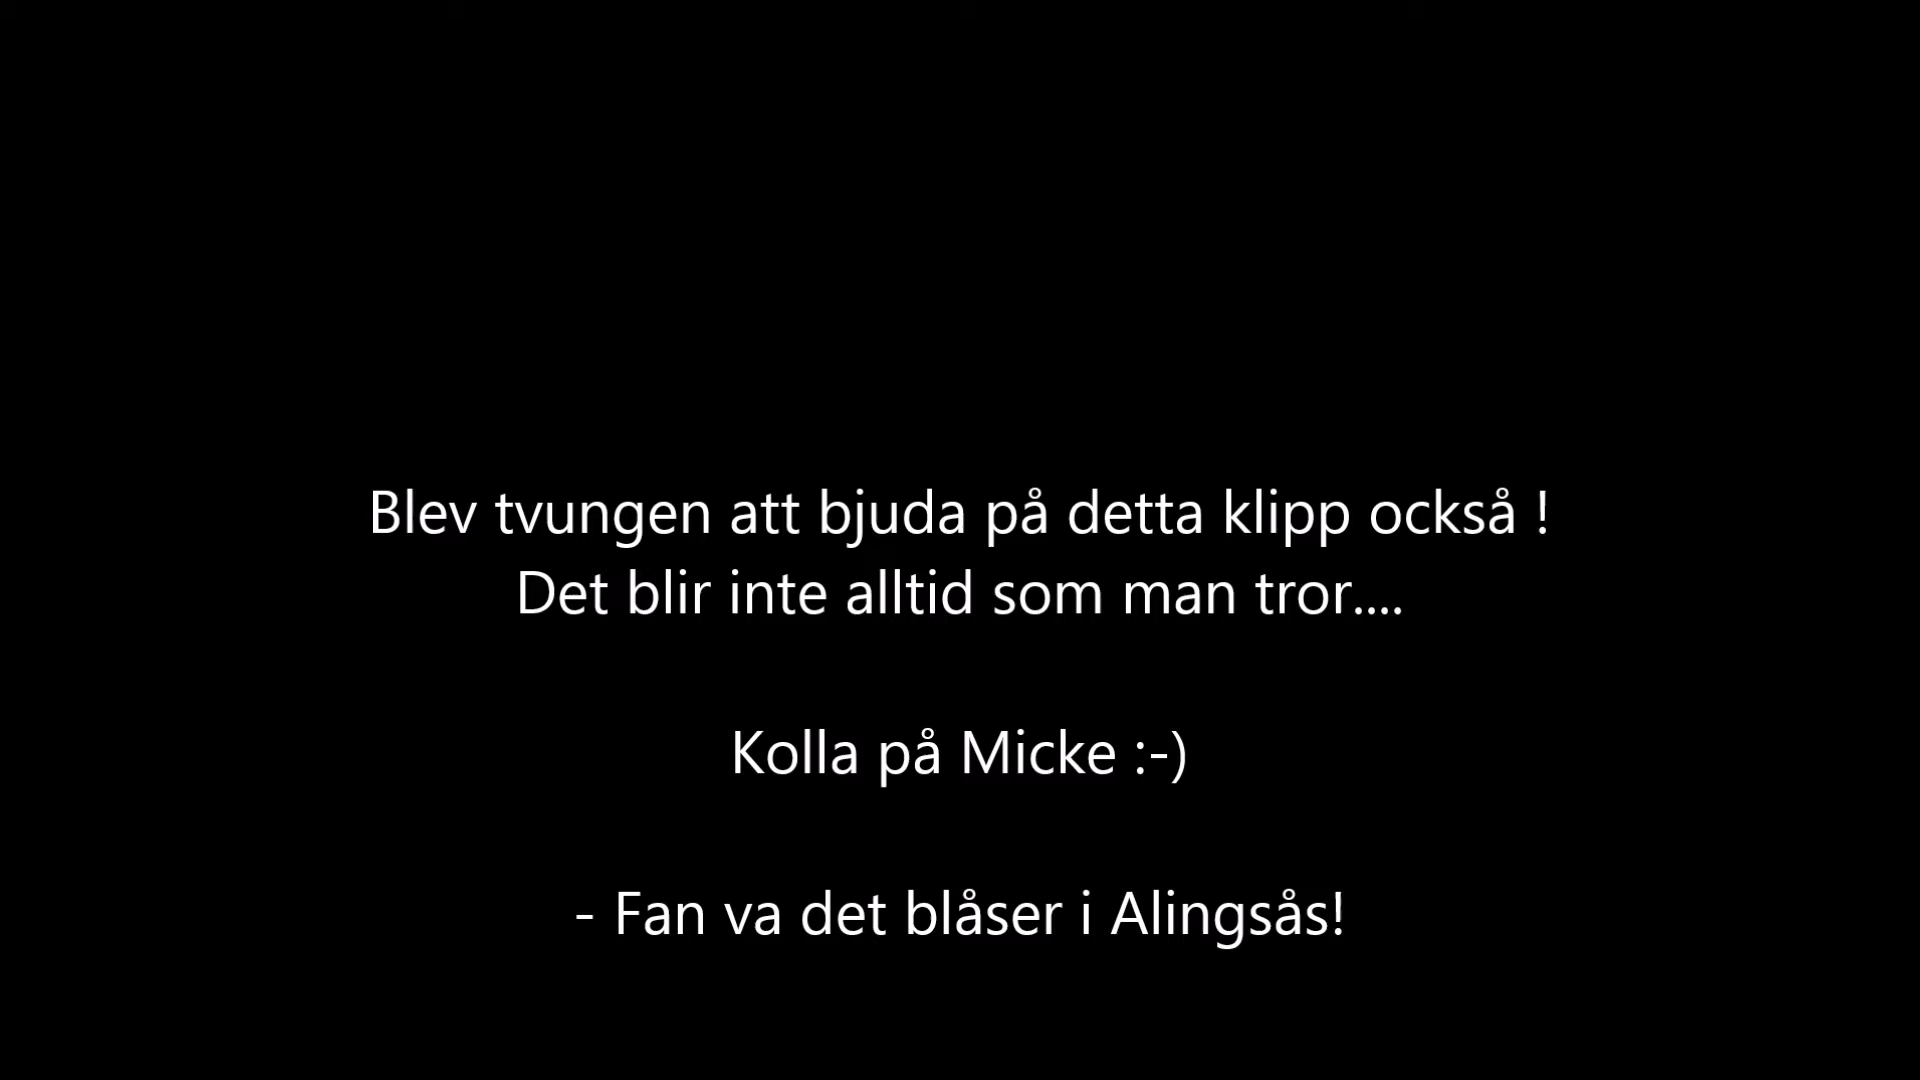 Blev tvungen att bjuda på detta klipp också !
Det blir inte alltid som man tror....
Kolla på Micke :-)
- Fan va det blåser i Alingsås!